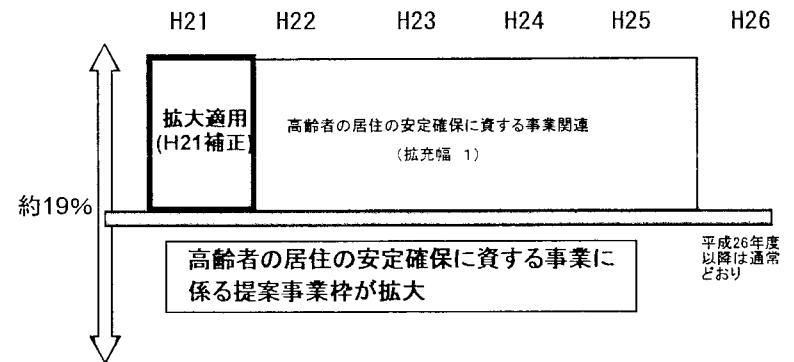 H21 H22 H23 H24 H25 H26
拡大適用
(H21補正)
高齢者の居住の安定確保に資する事業関連
(拡充幅 1)
約19%
平成26年度
以降は通常
どおり
高齢者の居住の安定確保に資する事業に
係る提案事業枠が拡大